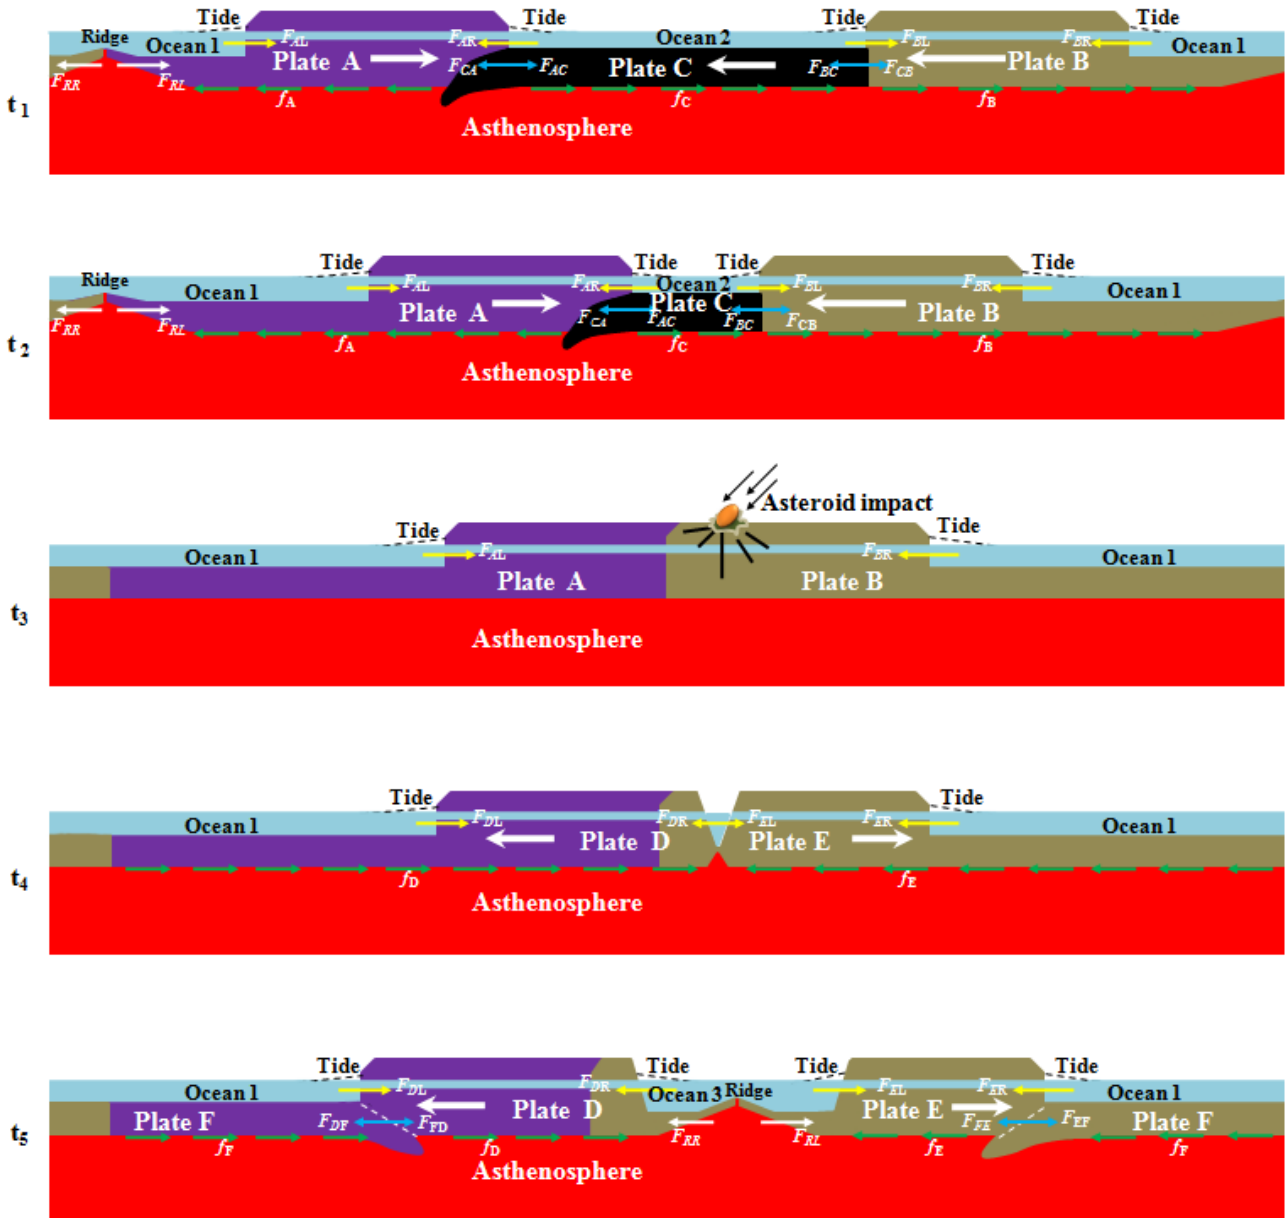 Tide Tide Tide Tide
Ridge Ocean 1 F_AL F_AR Ocean 2 F_BL F_BR Ocean 1
F_RR F_RL Plate A F_CA F_AC Plate C F_BC F_CB Plate B
t1 f_A f_C f_B
Asthenosphere
Tide Tide Tide Tide
Ridge Ocean 1 F_AL F_AR Ocean 2 F_BL F_BR Ocean 1
F_RR F_RL Plate A F_CA F_AC Plate C F_BC F_CB Plate B
t2 f_A f_C f_B
Asthenosphere
Asteroid impact
Tide Tide
Ocean 1 F_AL F_BR Ocean 1
Plate A Plate B
t3
Asthenosphere
Tide Tide
Ocean 1 F_DL F_DR F_EL F_ER Ocean 1
Plate D Plate E
t4 f_D f_E
Asthenosphere
Tide Tide Tide Tide
Ocean 1 F_DL F_DR Ocean 3 Ridge F_EL F_ER Ocean 1
Plate F F_DF F_FD Plate D F_RR F_RL Plate E F_FE F_EF Plate F
t5 f_F f_D f_E f_F
Asthenosphere